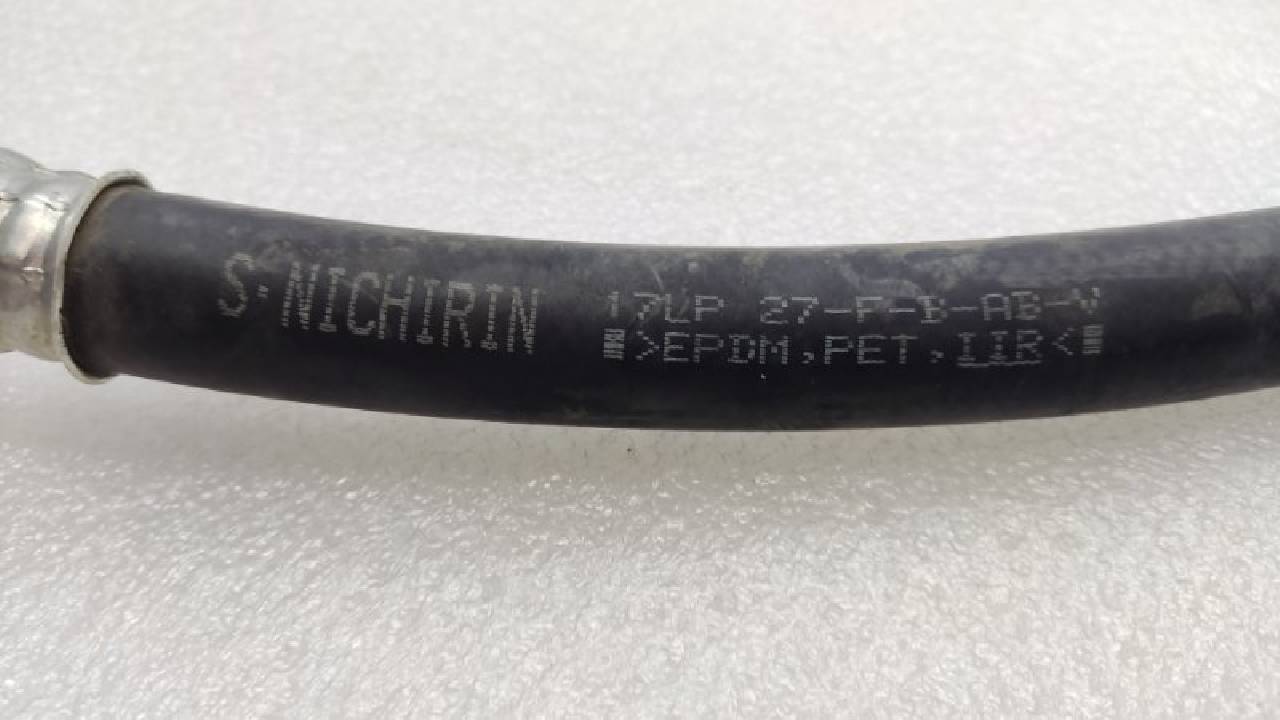 S·NICHIRIN
17LP 27-F-B-AB-V
>EPDM,PET,IIR<